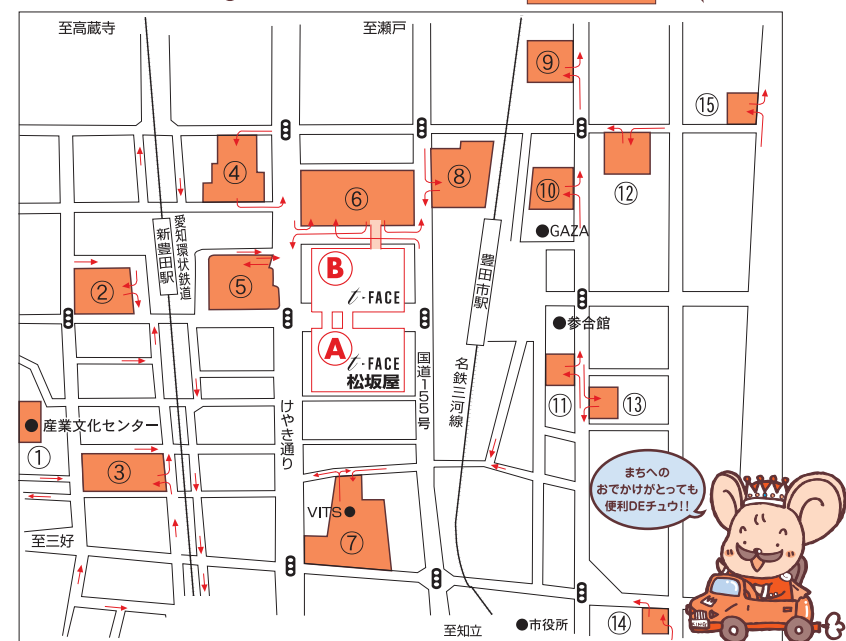 至高蔵寺
至瀬戸
⑨
⑮
④
⑥
⑧
⑩
⑫
新豊田駅
愛知環状鉄道
GAZA
②
⑤
B
t-FACE
豊田市駅
参合館
A
t-FACE
松坂屋
国道155号
名鉄三河線
⑪
⑬
けやき通り
①
産業文化センター
③
VITS
⑦
まちへの
おでかけがとっても
便利DEチュウ!!
至三好
至知立
市役所
⑭